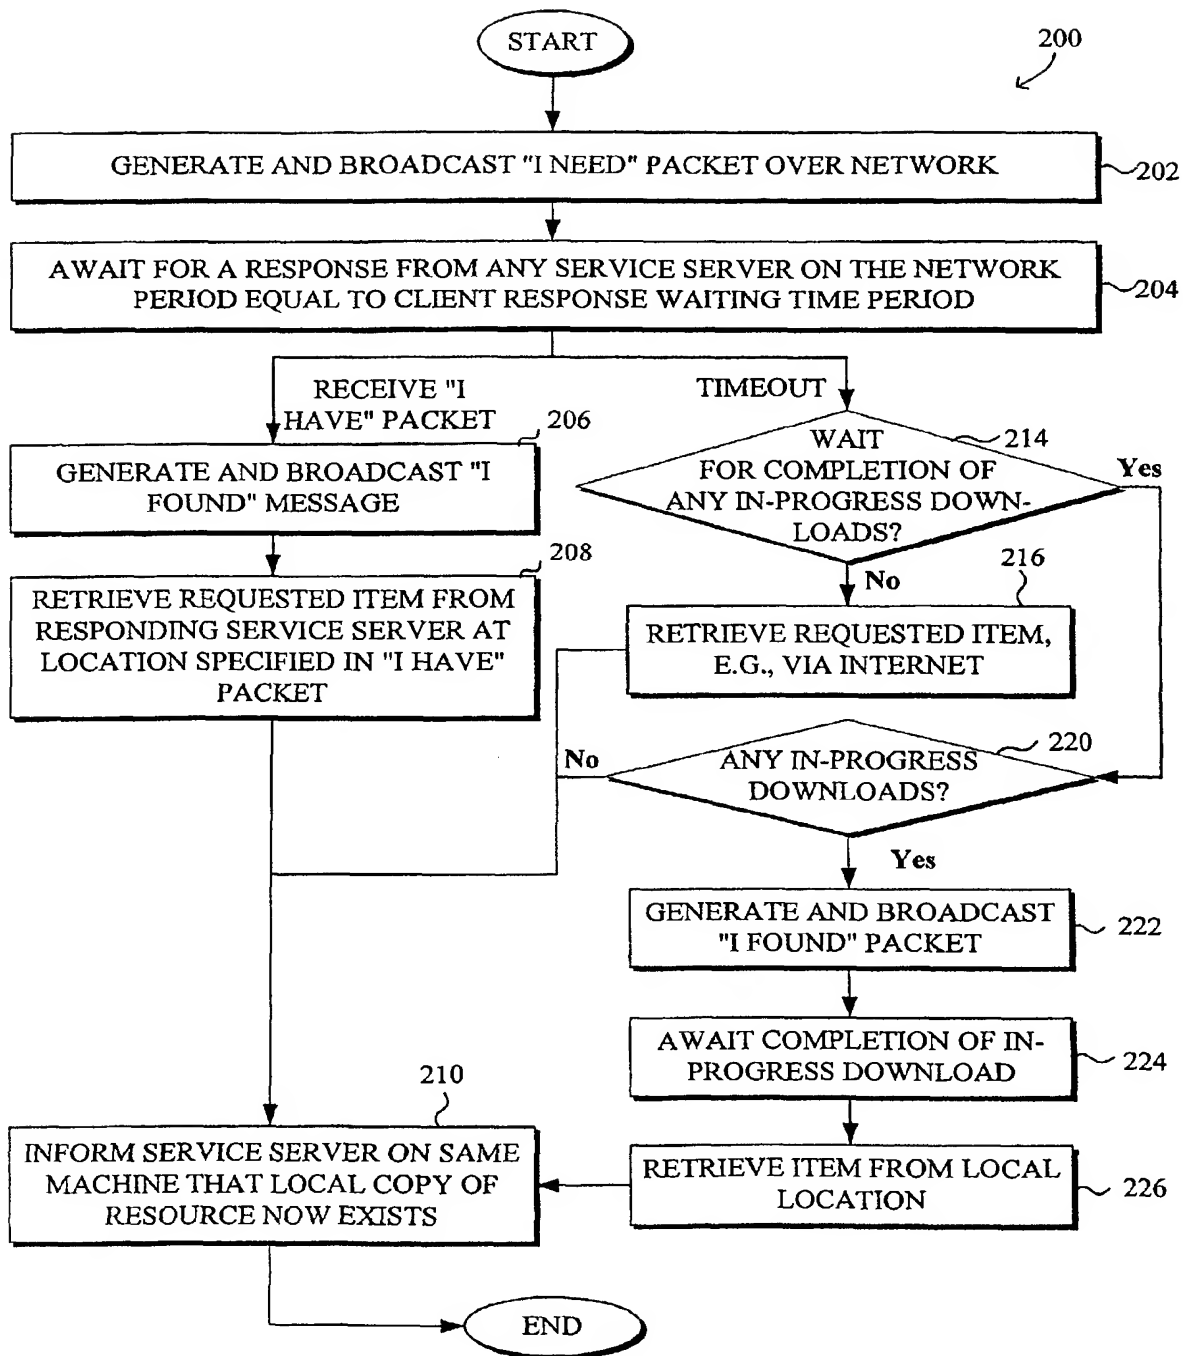 START
200
GENERATE AND BROADCAST "I NEED" PACKET OVER NETWORK
202
AWAIT FOR A RESPONSE FROM ANY SERVICE SERVER ON THE NETWORK
PERIOD EQUAL TO CLIENT RESPONSE WAITING TIME PERIOD
204
RECEIVE "I
HAVE" PACKET
TIMEOUT
206
GENERATE AND BROADCAST "I
FOUND" MESSAGE
WAIT
FOR COMPLETION OF
ANY IN-PROGRESS DOWN-
LOADS?
214
Yes
208
RETRIEVE REQUESTED ITEM FROM
RESPONDING SERVICE SERVER AT
LOCATION SPECIFIED IN "I HAVE"
PACKET
No
216
RETRIEVE REQUESTED ITEM,
E.G., VIA INTERNET
No
ANY IN-PROGRESS
DOWNLOADS?
220
Yes
GENERATE AND BROADCAST
"I FOUND" PACKET
222
AWAIT COMPLETION OF IN-
PROGRESS DOWNLOAD
224
210
INFORM SERVICE SERVER ON SAME
MACHINE THAT LOCAL COPY OF
RESOURCE NOW EXISTS
RETRIEVE ITEM FROM LOCAL
LOCATION
226
END